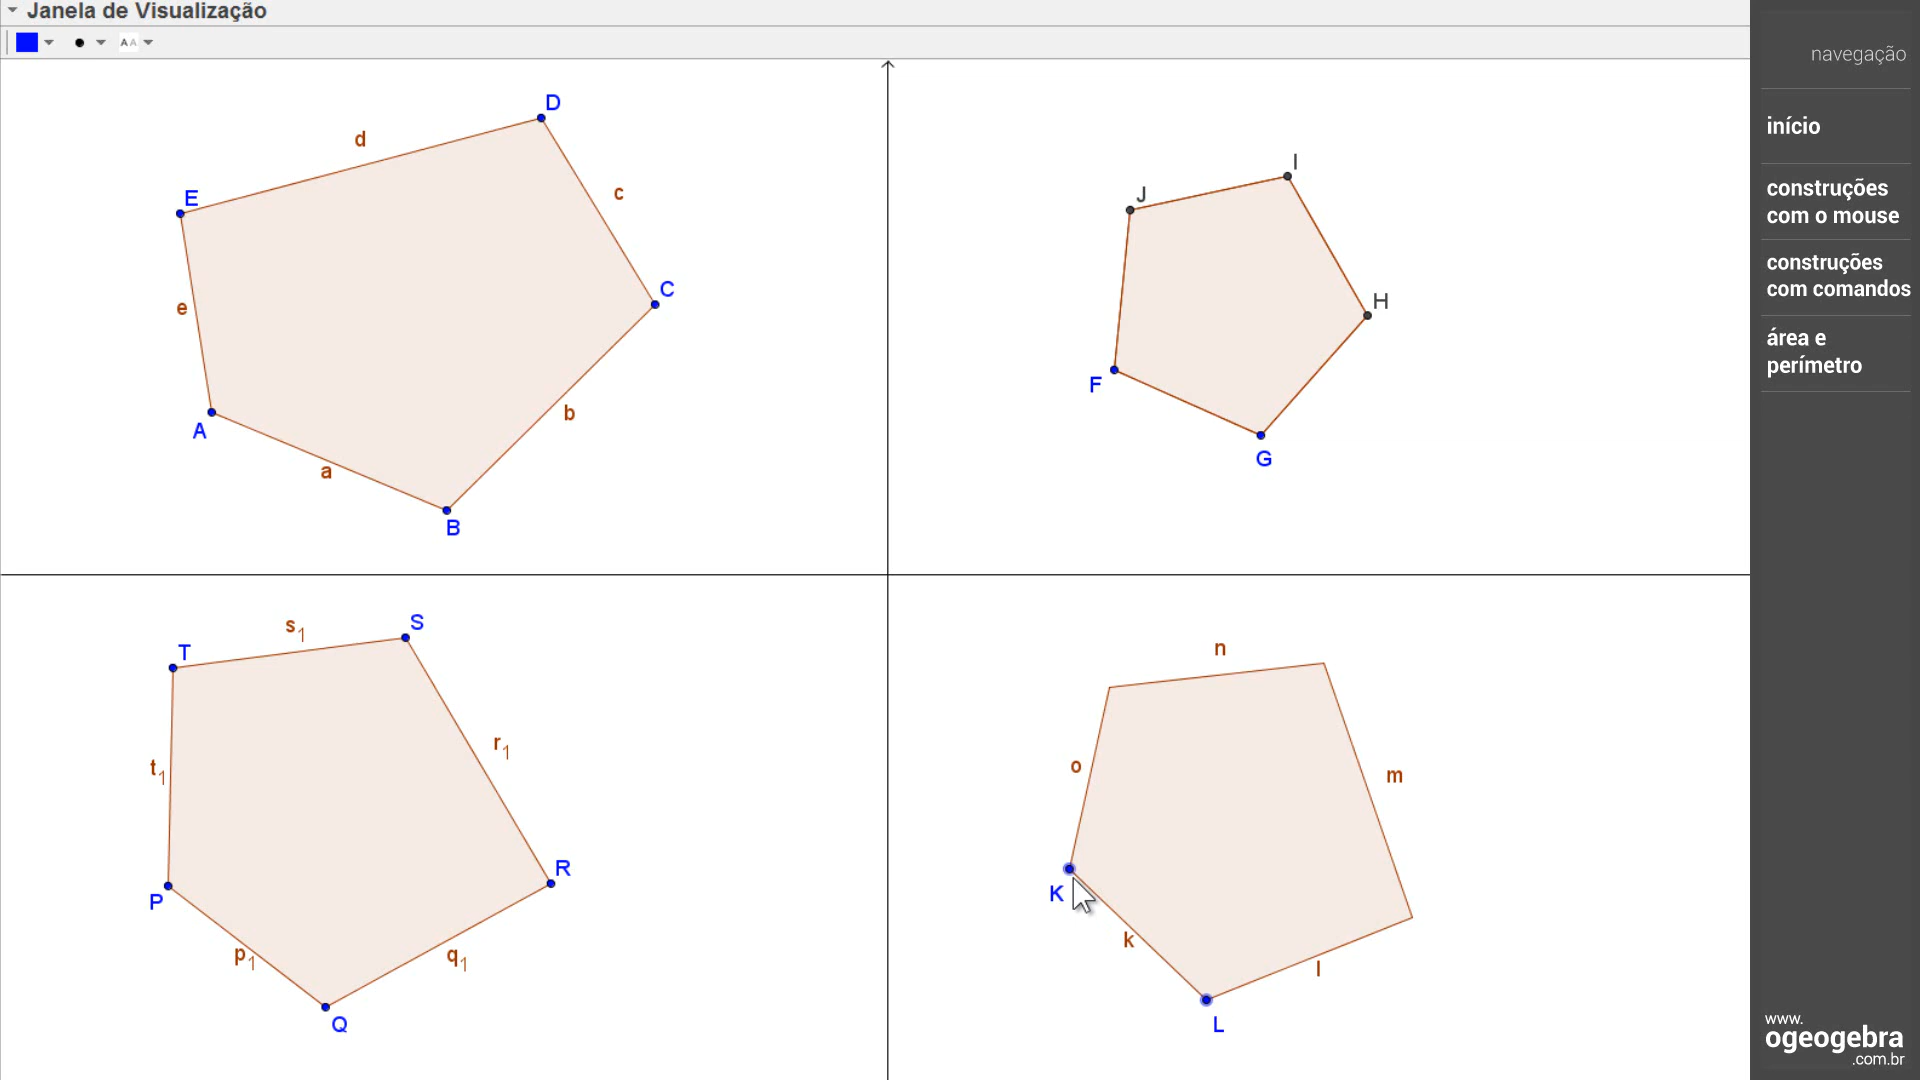 Janela de Visualização
A A
D
d
E
c
C
e
b
A
a
B
I
J
H
F
G
S
s1
T
r1
t1
R
P
p1
q1
Q
n
o
m
K
k
l
L
navegação
início
construções
com o mouse
construções
com comandos
área e
perímetro
www.
ogeogebra
.com.br